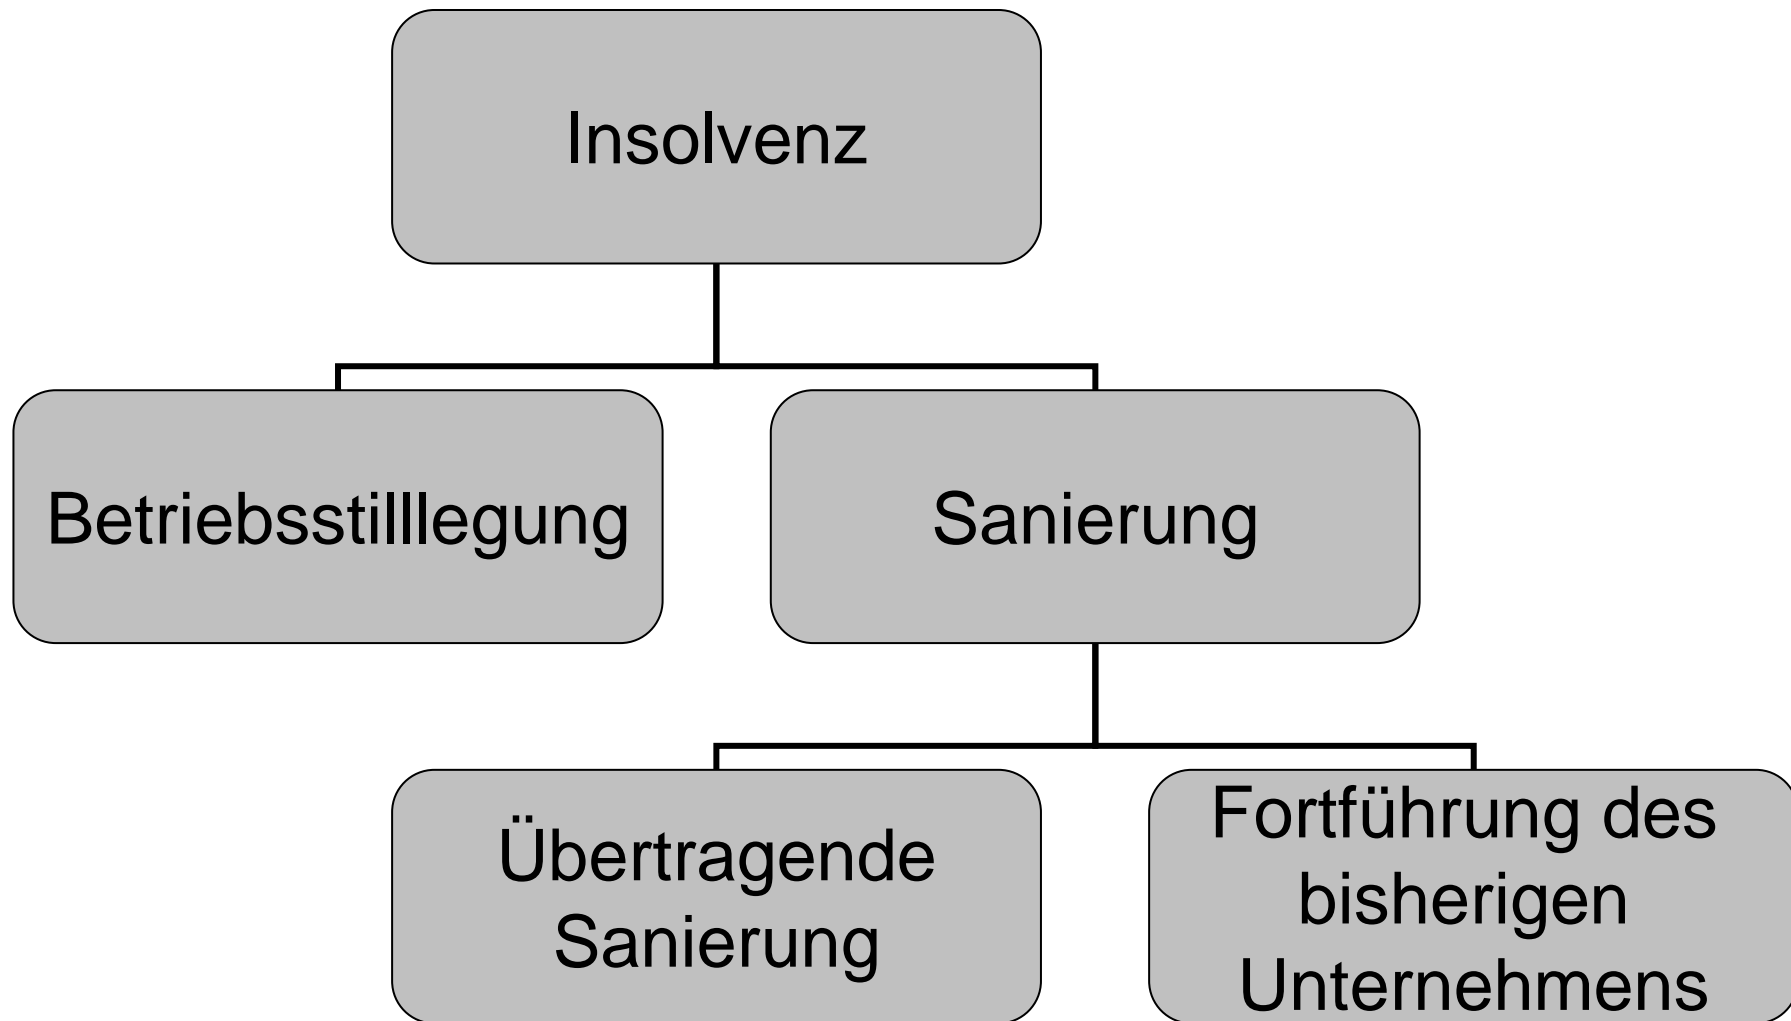 Insolvenz
Betriebsstilllegung
Sanierung
Übertragende
Sanierung
Fortführung des
bisherigen
Unternehmens